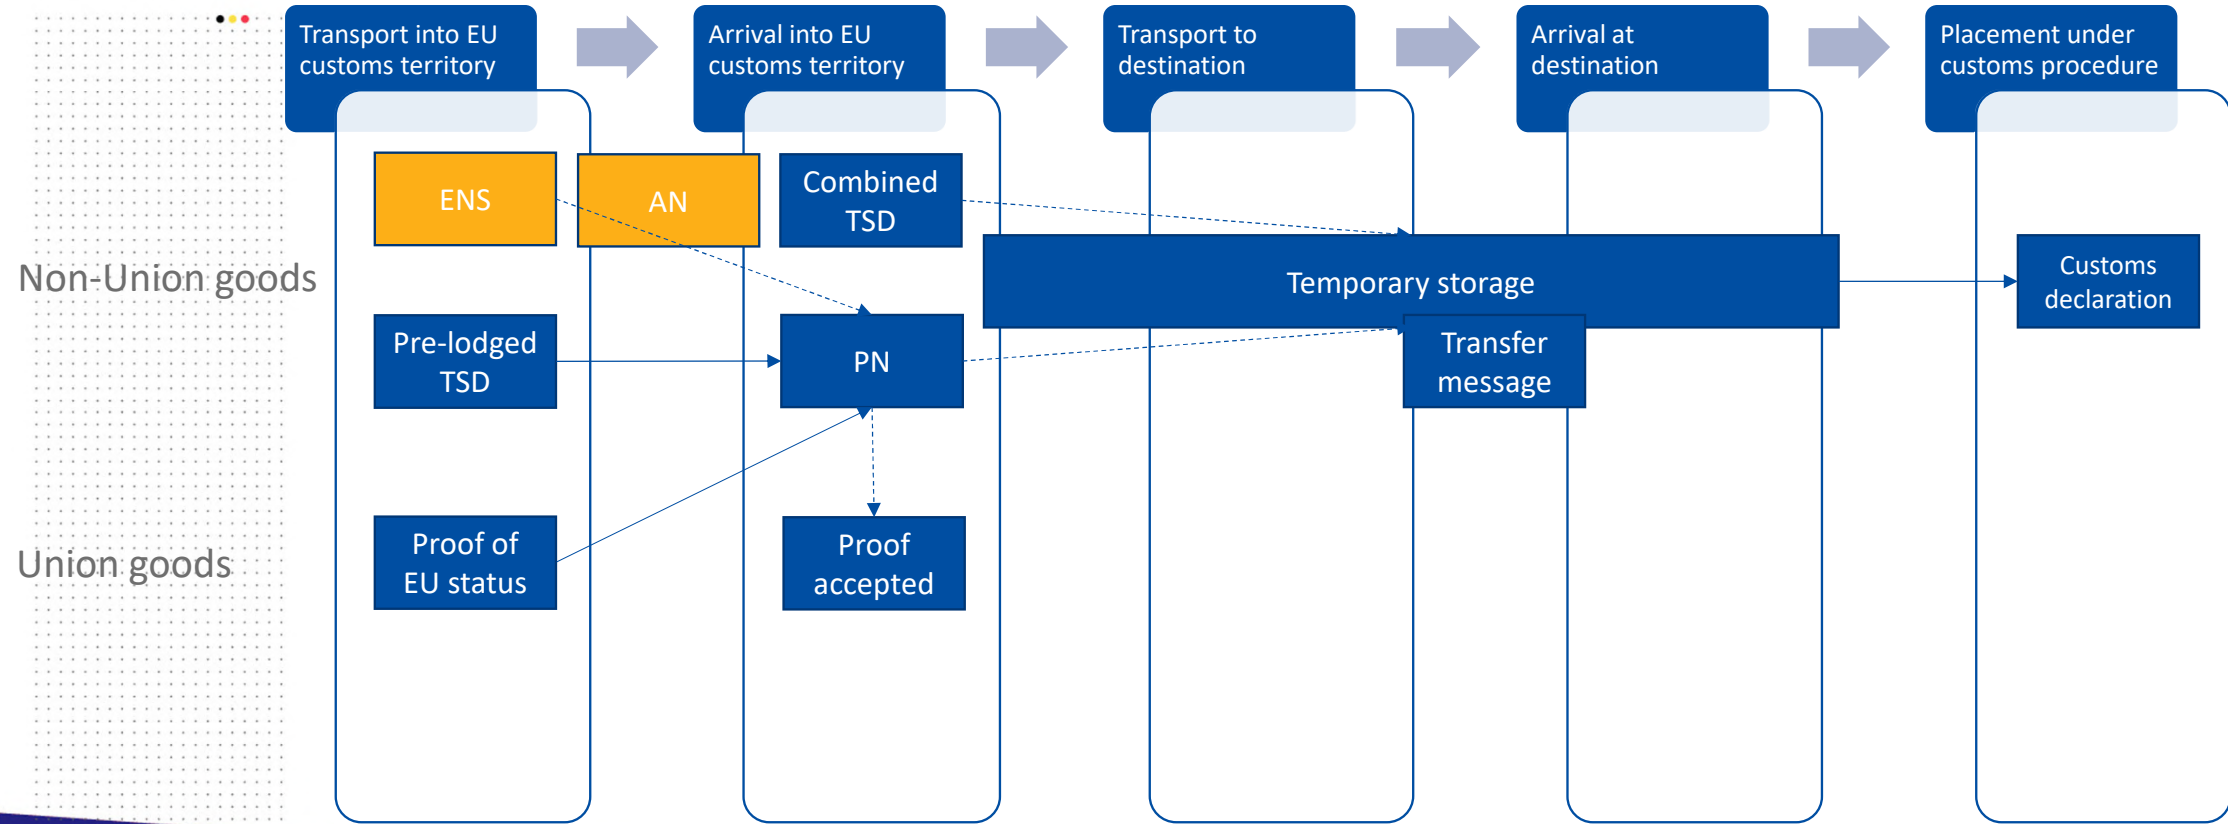 Transport into EU
customs territory
Arrival into EU
customs territory
Transport to
destination
Arrival at
destination
Placement under
customs procedure
ENS
AN
Combined
TSD
Non-Union goods
Temporary storage
Customs
declaration
Pre-lodged
TSD
PN
Transfer
message
Union goods
Proof of
EU status
Proof
accepted